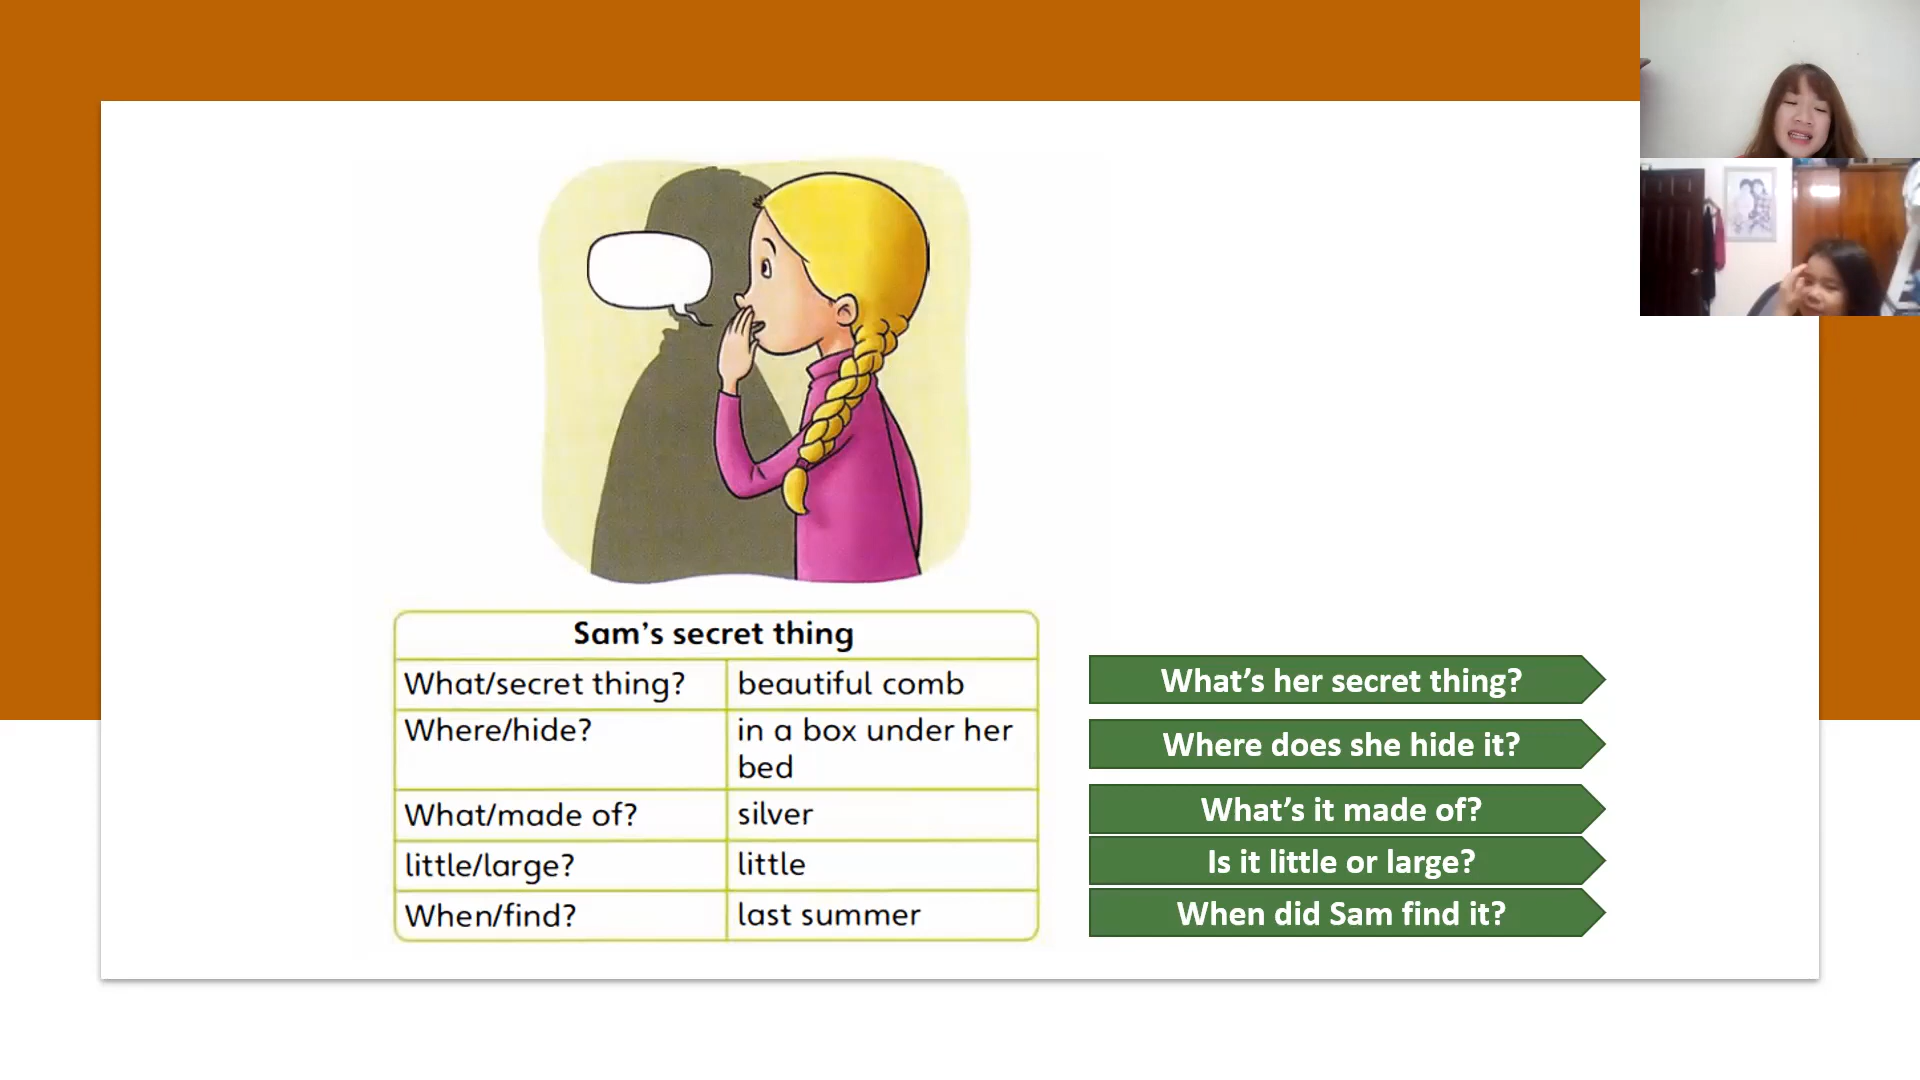 Sam's secret thing
What/secret thing? beautiful comb
Where/hide? in a box under her
bed
What/made of? silver
little/large? little
When/find? last summer
What's her secret thing?
Where does she hide it?
What's it made of?
Is it little or large?
When did Sam find it?